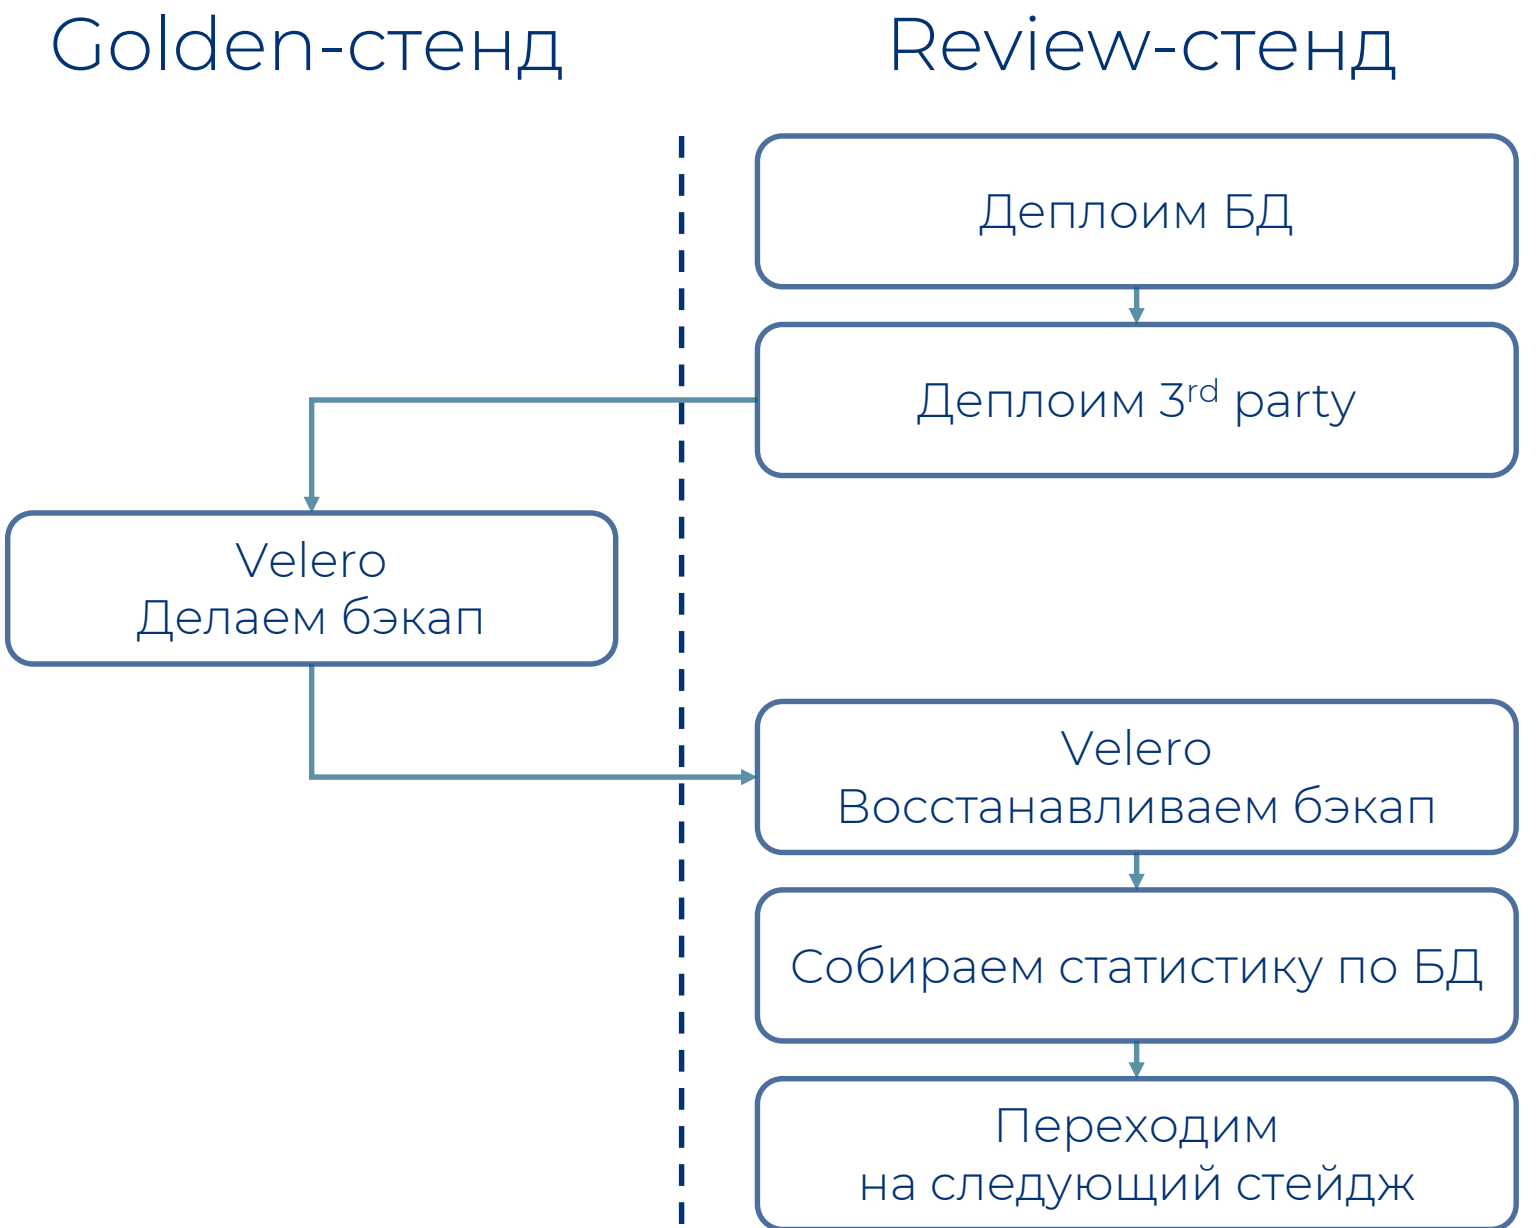 Golden-стенд
Review-стенд
Деплоим БД
Деплоим 3rd party
Velero
Делаем бэкап
Velero
Восстанавливаем бэкап
Собираем статистику по БД
Переходим
на следующий стейдж